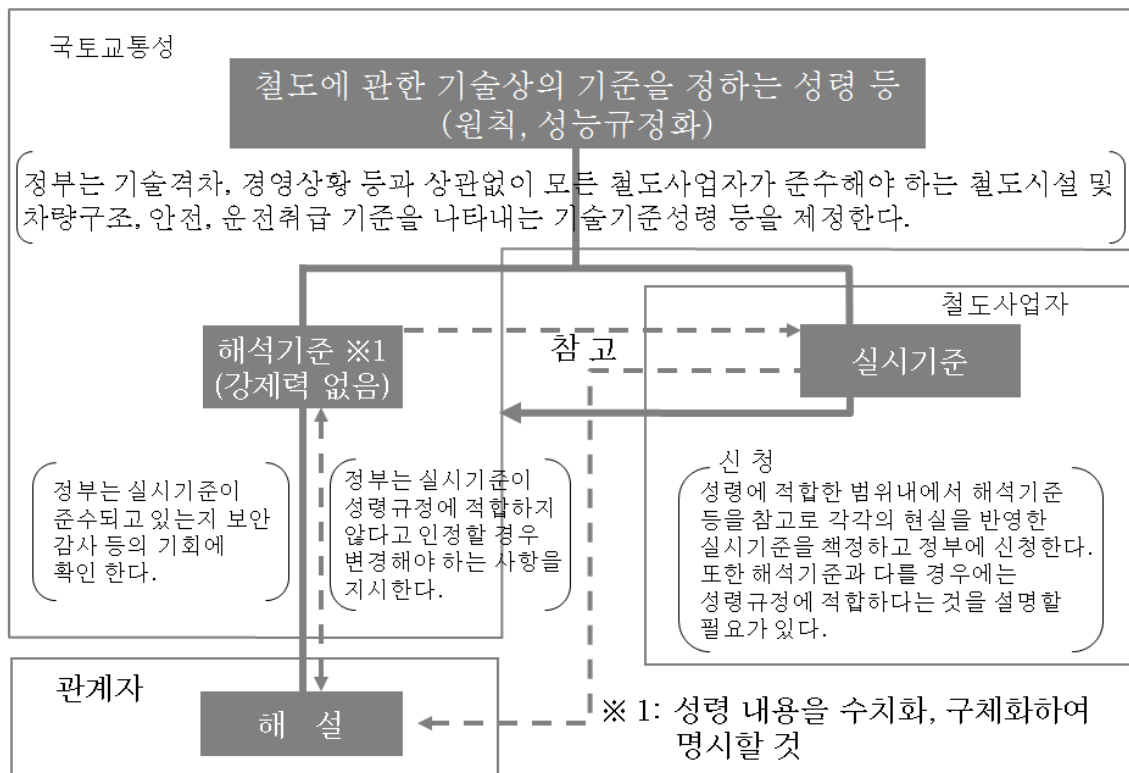 국토교통성
철도에 관한 기술상의 기준을 정하는 성령 등
(원칙, 성능규정화)
정부는 기술격차, 경영상황 등과 상관없이 모든 철도사업자가 준수해야 하는 철도시설 및
차량구조, 안전, 운전취급 기준을 나타내는 기술기준성령 등을 제정한다.
철도사업자
해석기준 ※1
(강제력 없음)
참 고
실시기준
정부는 실시기준이
준수되고 있는지 보안
감사 등의 기회에
확인 한다.
정부는 실시기준이
성령규정에 적합하지
않다고 인정할 경우
변경해야 하는 사항을
지시한다.
신 청
성령에 적합한 범위내에서 해석기준
등을 참고로 각각의 현실을 반영한
실시기준을 책정하고 정부에 신청한다.
또한 해석기준과 다를 경우에는
성령규정에 적합하다는 것을 설명할
필요가 있다.
관계자
해 설
※ 1: 성령 내용을 수치화, 구체화하여
명시할 것